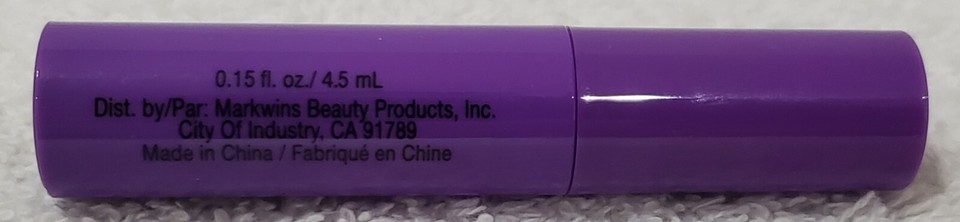 0.15 fl. oz./ 4.5 mL
Dist. by/Par: Markwins Beauty Products, Inc.
City Of Industry, CA 91789
Made in China / Fabriqué en Chine